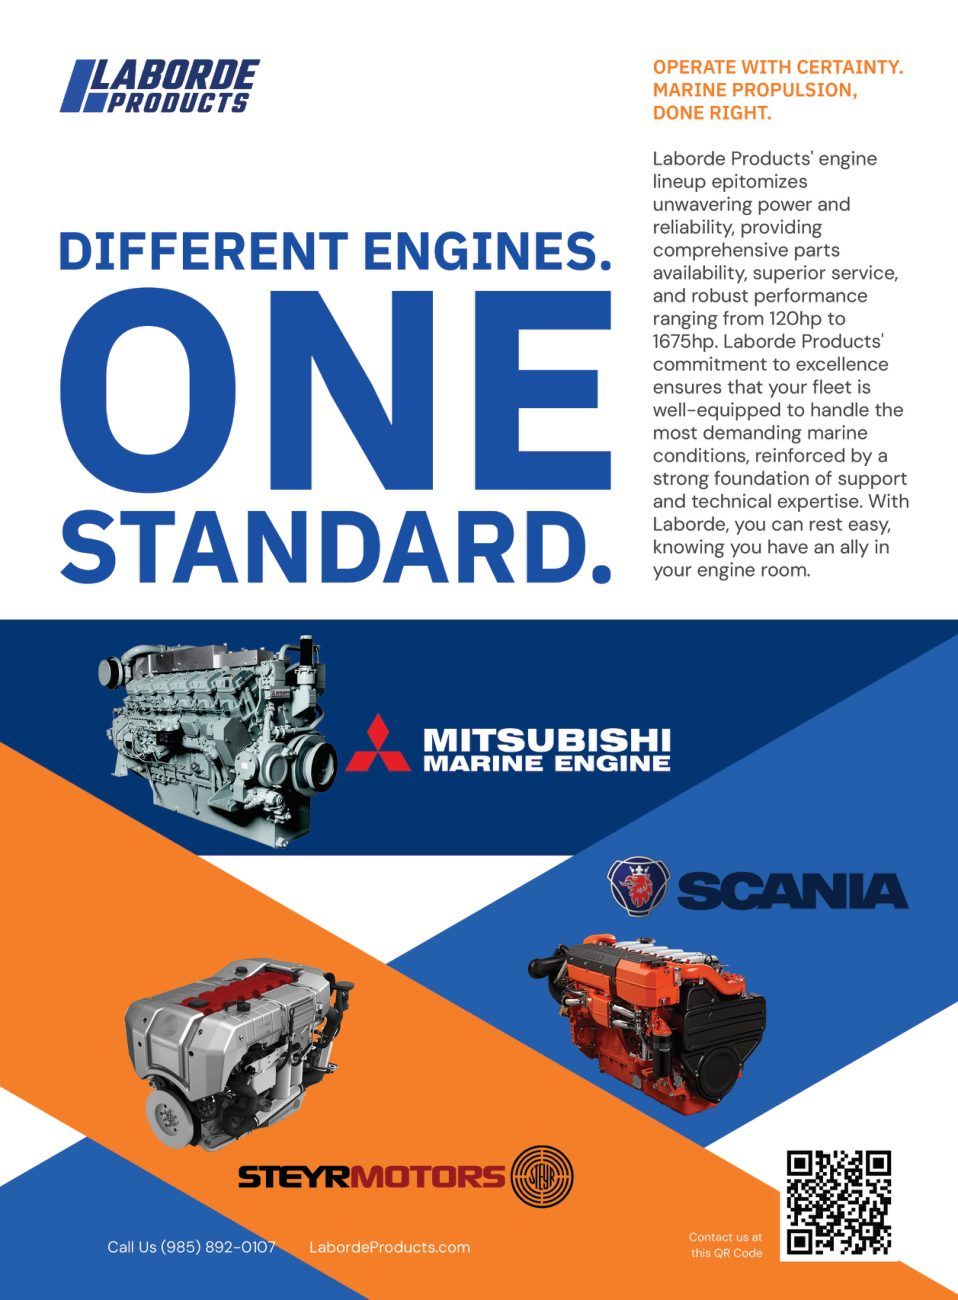 LABORDE
PRODUCTS
OPERATE WITH CERTAINTY.
MARINE PROPULSION,
DONE RIGHT.
Laborde Products' engine
lineup epitomizes
unwavering power and
reliability, providing
comprehensive parts
availability, superior service,
and robust performance
ranging from 120hp to
1675hp. Laborde Products'
commitment to excellence
ensures that your fleet is
well-equipped to handle the
most demanding marine
conditions, reinforced by a
strong foundation of support
and technical expertise. With
Laborde, you can rest easy,
knowing you have an ally in
your engine room.
DIFFERENT ENGINES.
ONE
STANDARD.
MITSUBISHI
MARINE ENGINE
SCANIA
STEYRMOTORS
STEYR
Call Us (985) 892-0107
LabordeProducts.com
Contact us at
this QR Code